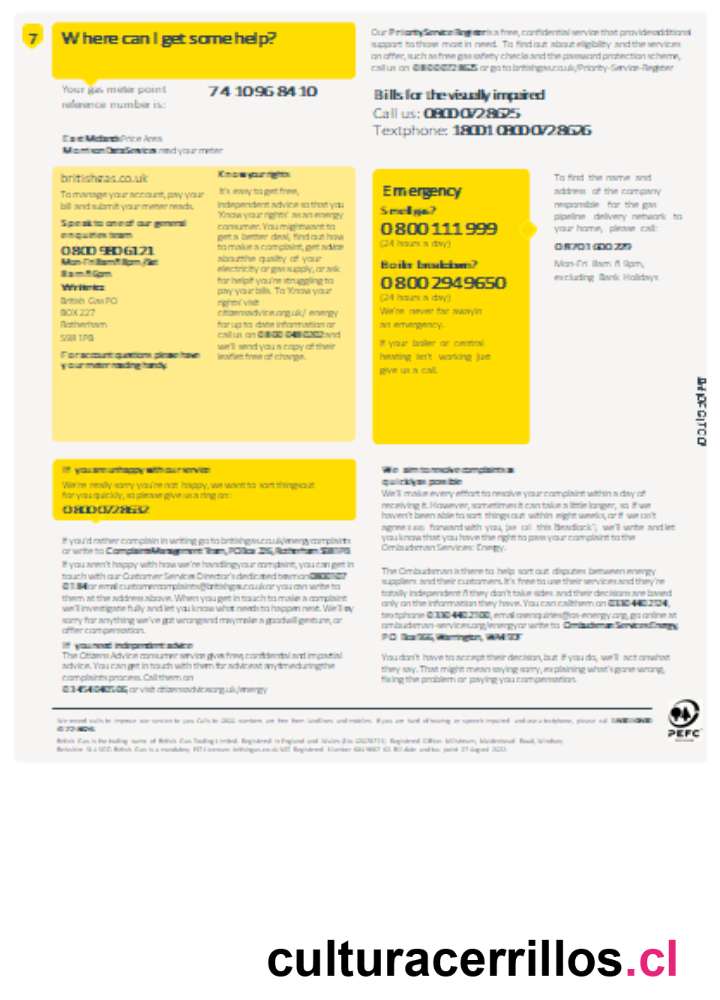 7
Where can I get some help?
Your gas meter point
reference number is:
74 1096 84 10
East Midlands Price Area
Morrison Data Services read your meter
Our Priority Service Register is a free, confidential service that provides additional
support to those most in need. To find out about eligibility and the services
on offer, such as free gas safety checks and the password protection scheme,
call us on 0800 072 8625 or go to britishgas.co.uk/Priority-Service-Register
Bills for the visually impaired
Call us: 0800 072 8625
Textphone: 18001 0800 072 8626
britishgas.co.uk
To manage your account, pay your
bill and submit your meter reads.
Speak to one of our general
enquiries team
0800 980 6121
Mon-Fri 8am-8pm, Sat
8am-6pm
Write to:
British Gas PO
BOX 227
Rotherham
S98 1PB
For account questions please have
your meter reading handy.
Know your rights
It's easy to get free,
independent advice so that you
'Know your rights' as an energy
consumer. You might want to
get a better deal, find out how
to make a complaint, get advice
about the quality of your
electricity or gas supply, or ask
for help if you're struggling to
pay your bills. To 'Know your
rights' visit
citizensadvice.org.uk/ energy
for up to date information or
call us on 0800 048 0202 and
we'll send you a copy of their
leaflet free of charge.
Emergency
Smell gas?
0800 111 999
(24 hours a day)
Boiler breakdown?
0800 294 9650
(24 hours a day)
We're never far away in
an emergency.
If your boiler or central
heating isn't working just
give us a call.
To find the name and
address of the company
responsible for the gas
pipeline delivery network to
your home, please call:
0870 1 600 229
Mon-Fri 8am-8.9pm,
excluding Bank Holidays
If you are unhappy with our service
We're really sorry you're not happy, we want to sort things out
for you quickly, so please give us a ring on:
0800 072 8632
If you'd rather complain in writing go to britishgas.co.uk/energycomplaints
or write to Complaints Management Team, PO Box 226, Rotherham S98 1PB
If you aren't happy with how we're handling your complaint, you can get in
touch with our Customer Services Director's dedicated team on 0800 107
0184 or email customercomplaints@britishgas.co.uk or you can write to
them at the address above. When you get in touch to make a complaint
we'll investigate fully and let you know what needs to happen next. We'll say
sorry for anything we've got wrong and may make a goodwill gesture, or
offer compensation.
If you need independent advice
The Citizens Advice consumer service gives free, confidential and impartial
advice. You can get in touch with them for advice at any time during the
complaints process. Call them on
03454 04 05 06, or visit citizensadvice.org.uk/energy
We aim to resolve complaints as
quickly as possible
We'll make every effort to resolve your complaint within a day of
receiving it. However, sometimes it can take a little longer, so if we
haven't been able to sort things out within eight weeks, or if we can't
agree a way forward with you, (we call this 'Deadlock'), we'll write and let
you know that you have the right to pass your complaint to the
Ombudsman Services: Energy.
The Ombudsman is there to help sort out disputes between energy
suppliers and their customers. It's free to use their services and they're
totally independent - they don't take sides and their decisions are based
only on the information they have. You can call them on 0330 440 1624,
textphone 0330 440 1600, email osenquiries@os-energy.org, go online at
ombudsman-services.org/energy or write to Ombudsman Services: Energy,
PO Box 966, Warrington, WA4 9DF
You don't have to accept their decision, but if you do, we'll act on what
they say. That might mean saying sorry, explaining what's gone wrong,
fixing the problem or paying you compensation.
PEFC
culturacerrillos.cl